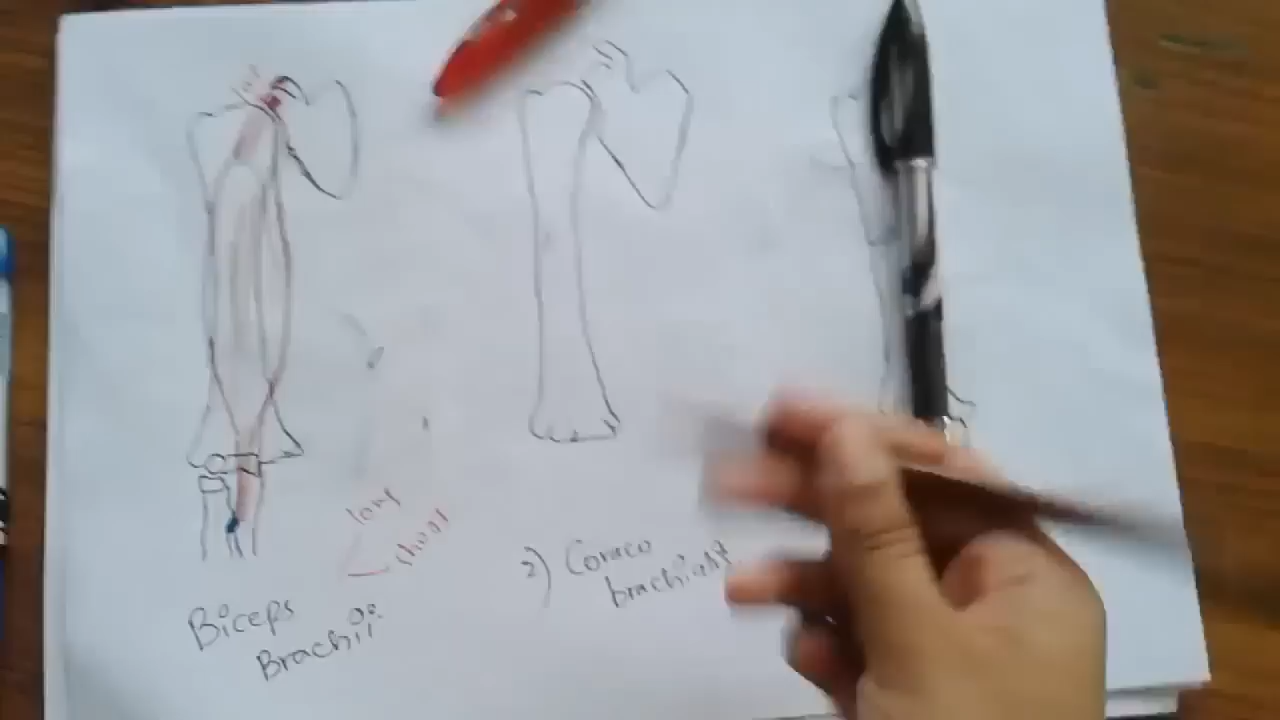 long
short
Biceps
Brachii
2) Coraco
brachialis